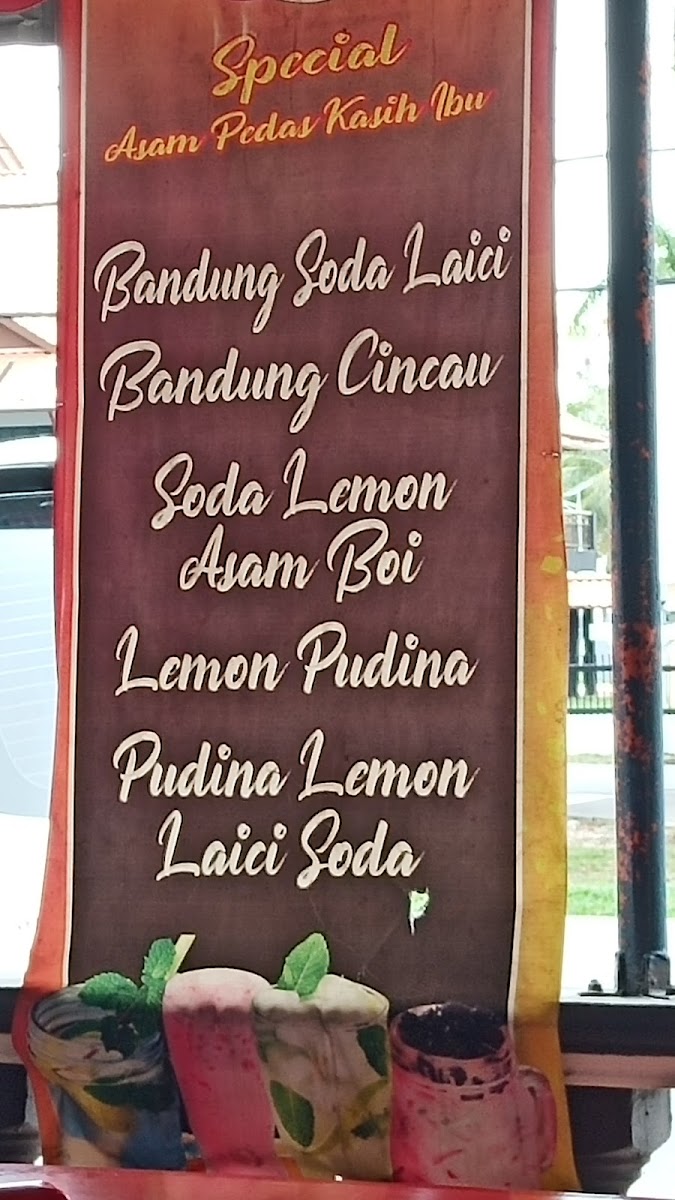 Special
Asam Pedas Kasih Ibu
Bandung Soda Laici
Bandung Cincau
Soda Lemon
Asam Boi
Lemon Pudina
Pudina Lemon
Laici Soda